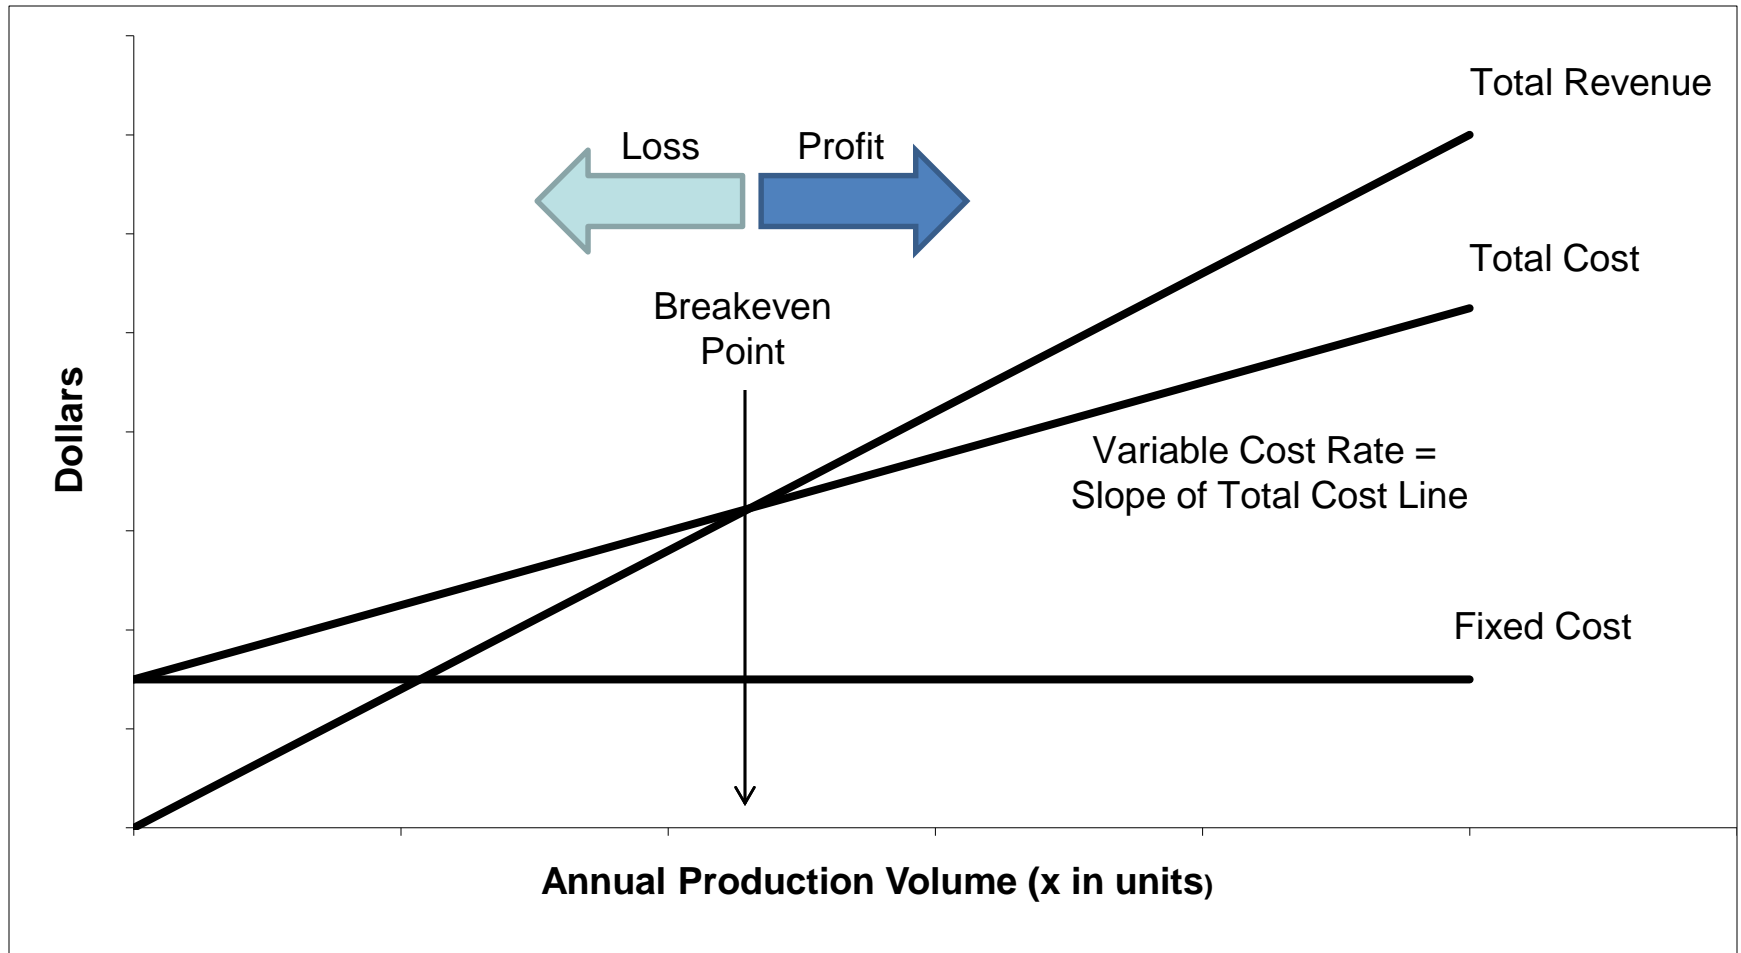 Total Revenue
Loss
Profit
Total Cost
Breakeven
Point
Dollars
Variable Cost Rate =
Slope of Total Cost Line
Fixed Cost
Annual Production Volume (x in units)